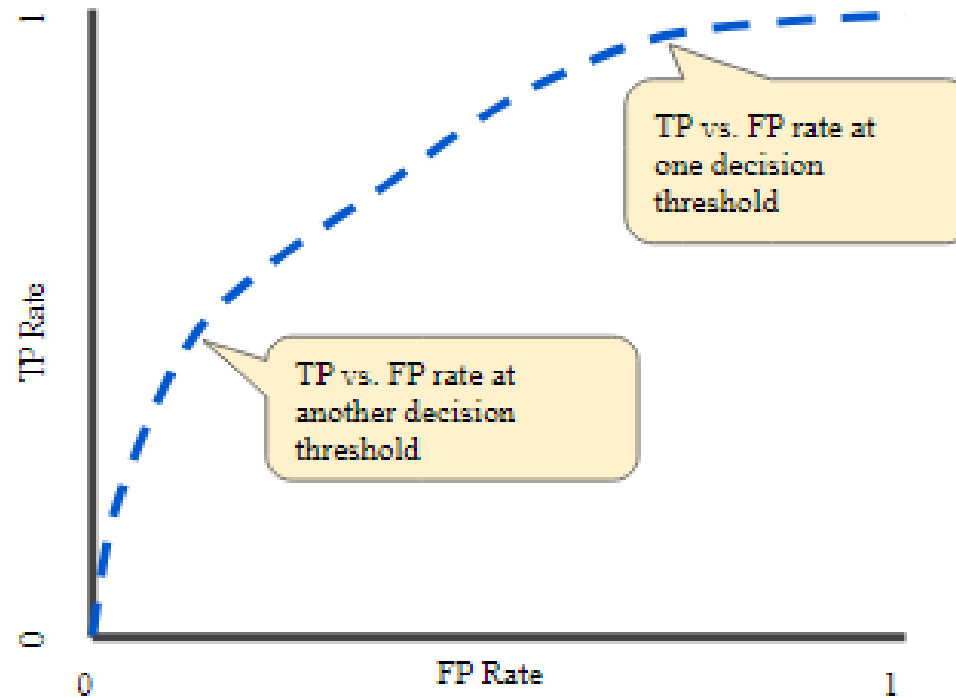 1
TP vs. FP rate at
one decision
threshold
TP Rate
TP vs. FP rate at
another decision
threshold
0
0
FP Rate
1